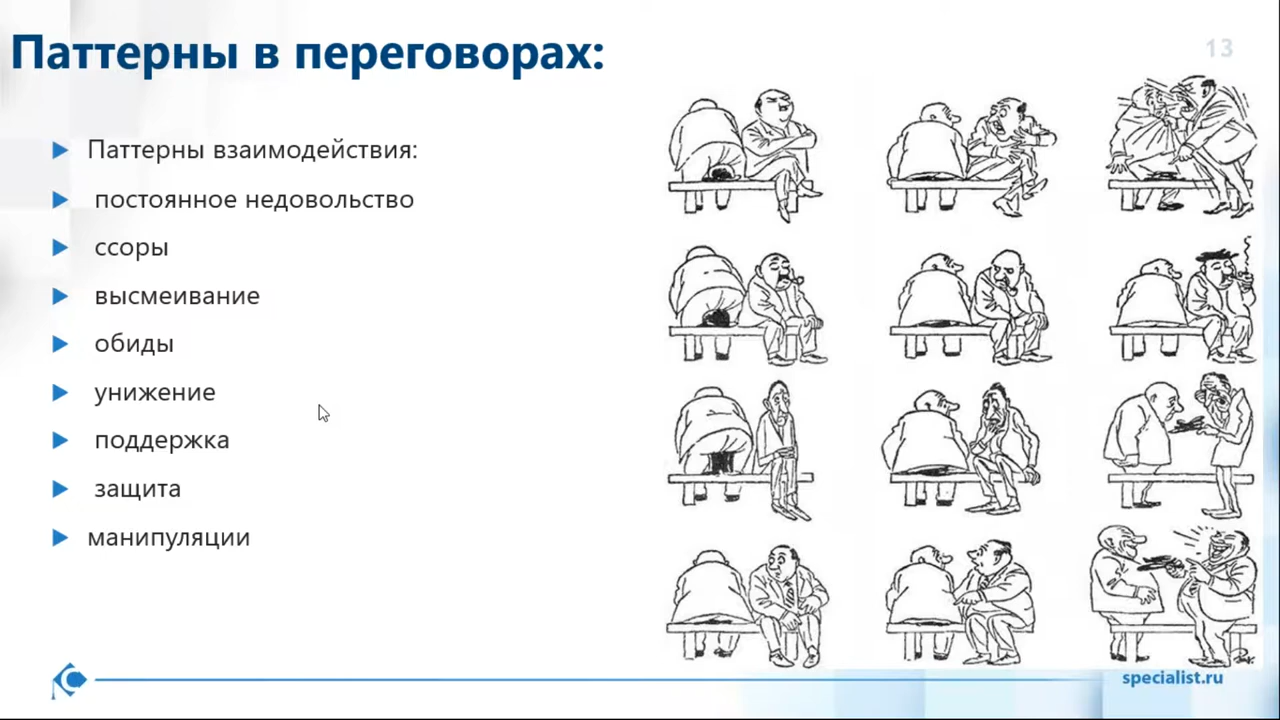 Паттерны в переговорах:
13
Паттерны взаимодействия:
постоянное недовольство
ссоры
высмеивание
обиды
унижение
поддержка
защита
манипуляции
specialist.ru